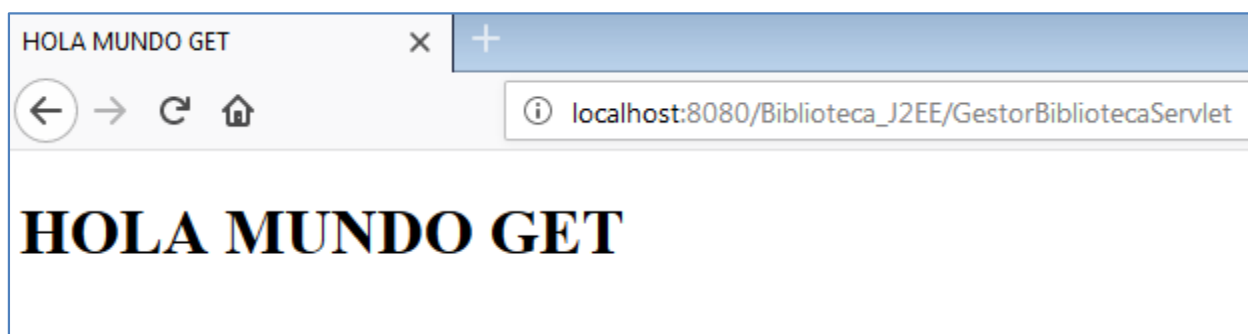 HOLA MUNDO GET
localhost:8080/Biblioteca_J2EE/GestorBibliotecaServlet
HOLA MUNDO GET